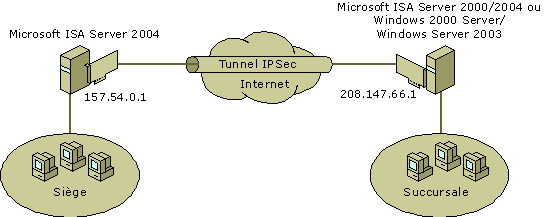 Microsoft ISA Server 2004
Microsoft ISA Server 2000/2004 ou
Windows 2000 Server/
Windows Server 2003
Tunnel IPSec
Internet
157.54.0.1
208.147.66.1
Siège
Succursale